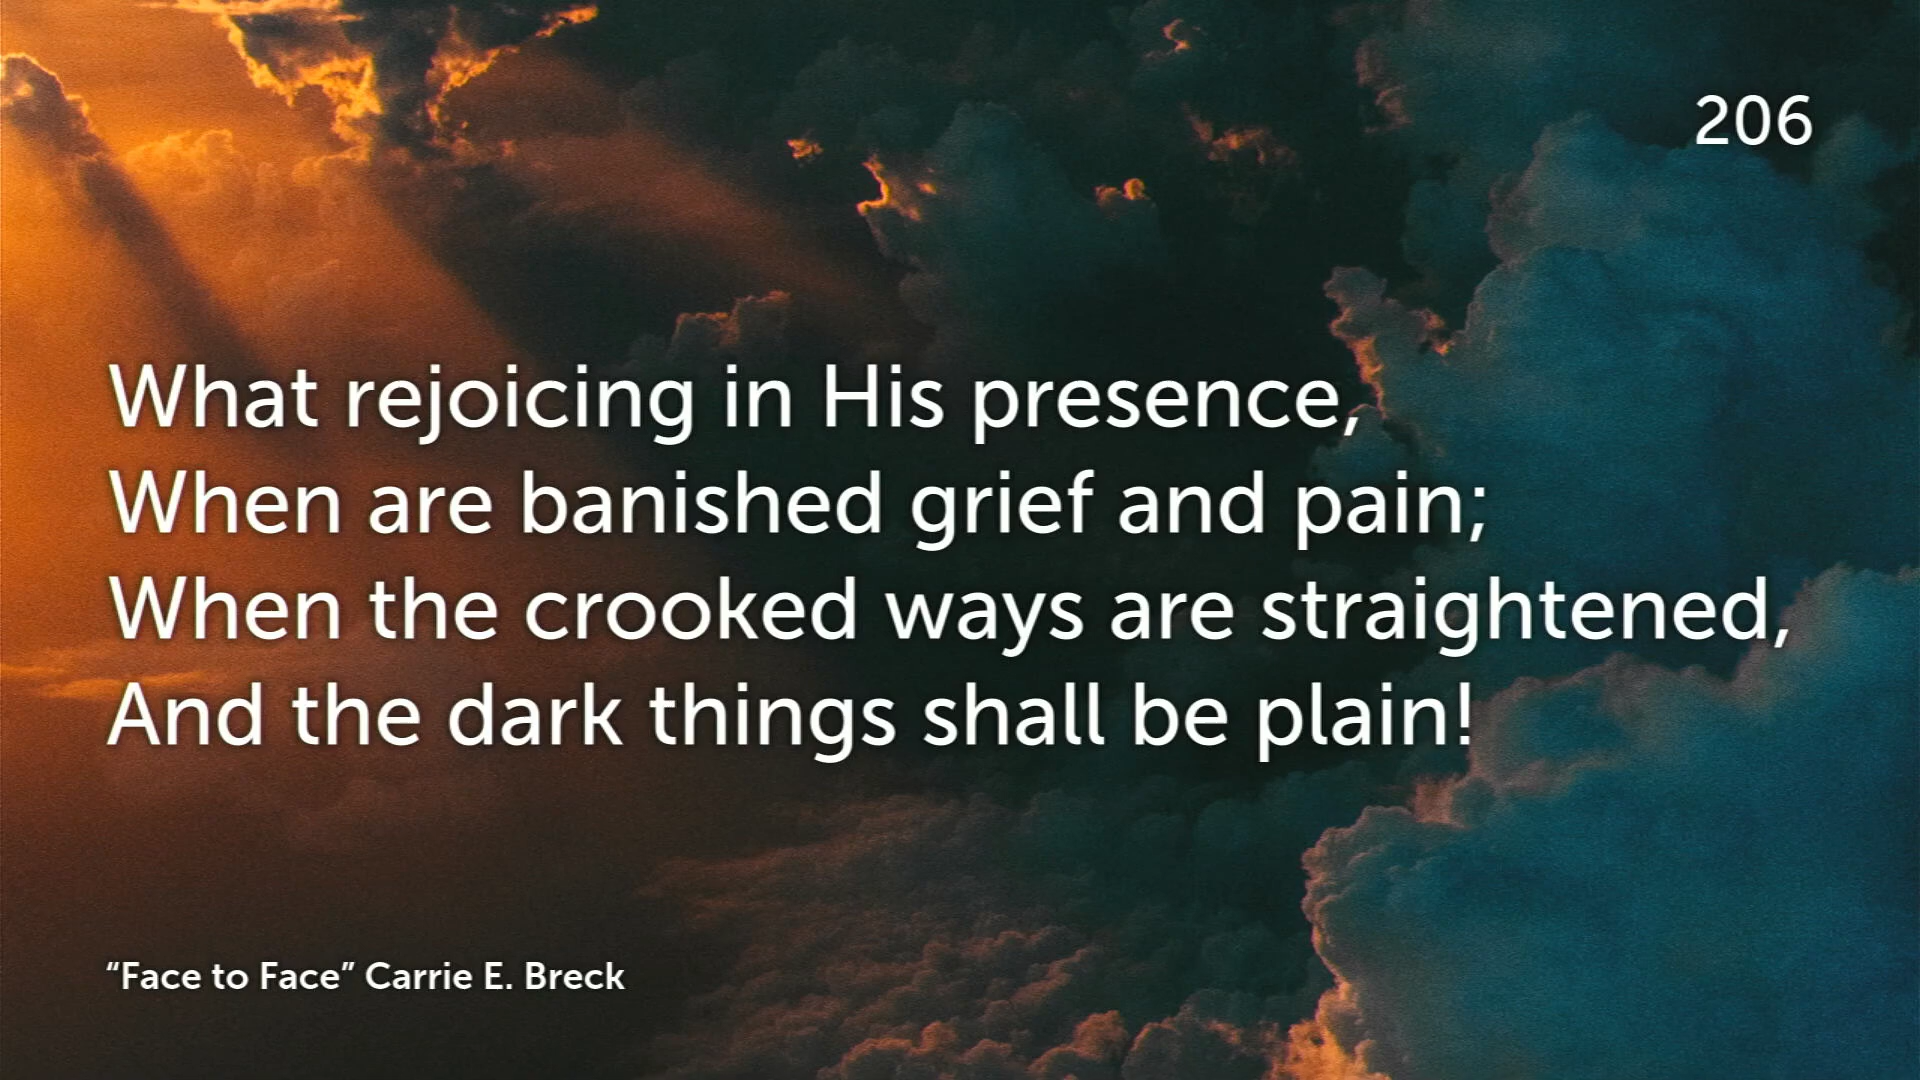 206
What rejoicing in His presence,
When are banished grief and pain;
When the crooked ways are straightened,
And the dark things shall be plain!
“Face to Face” Carrie E. Breck